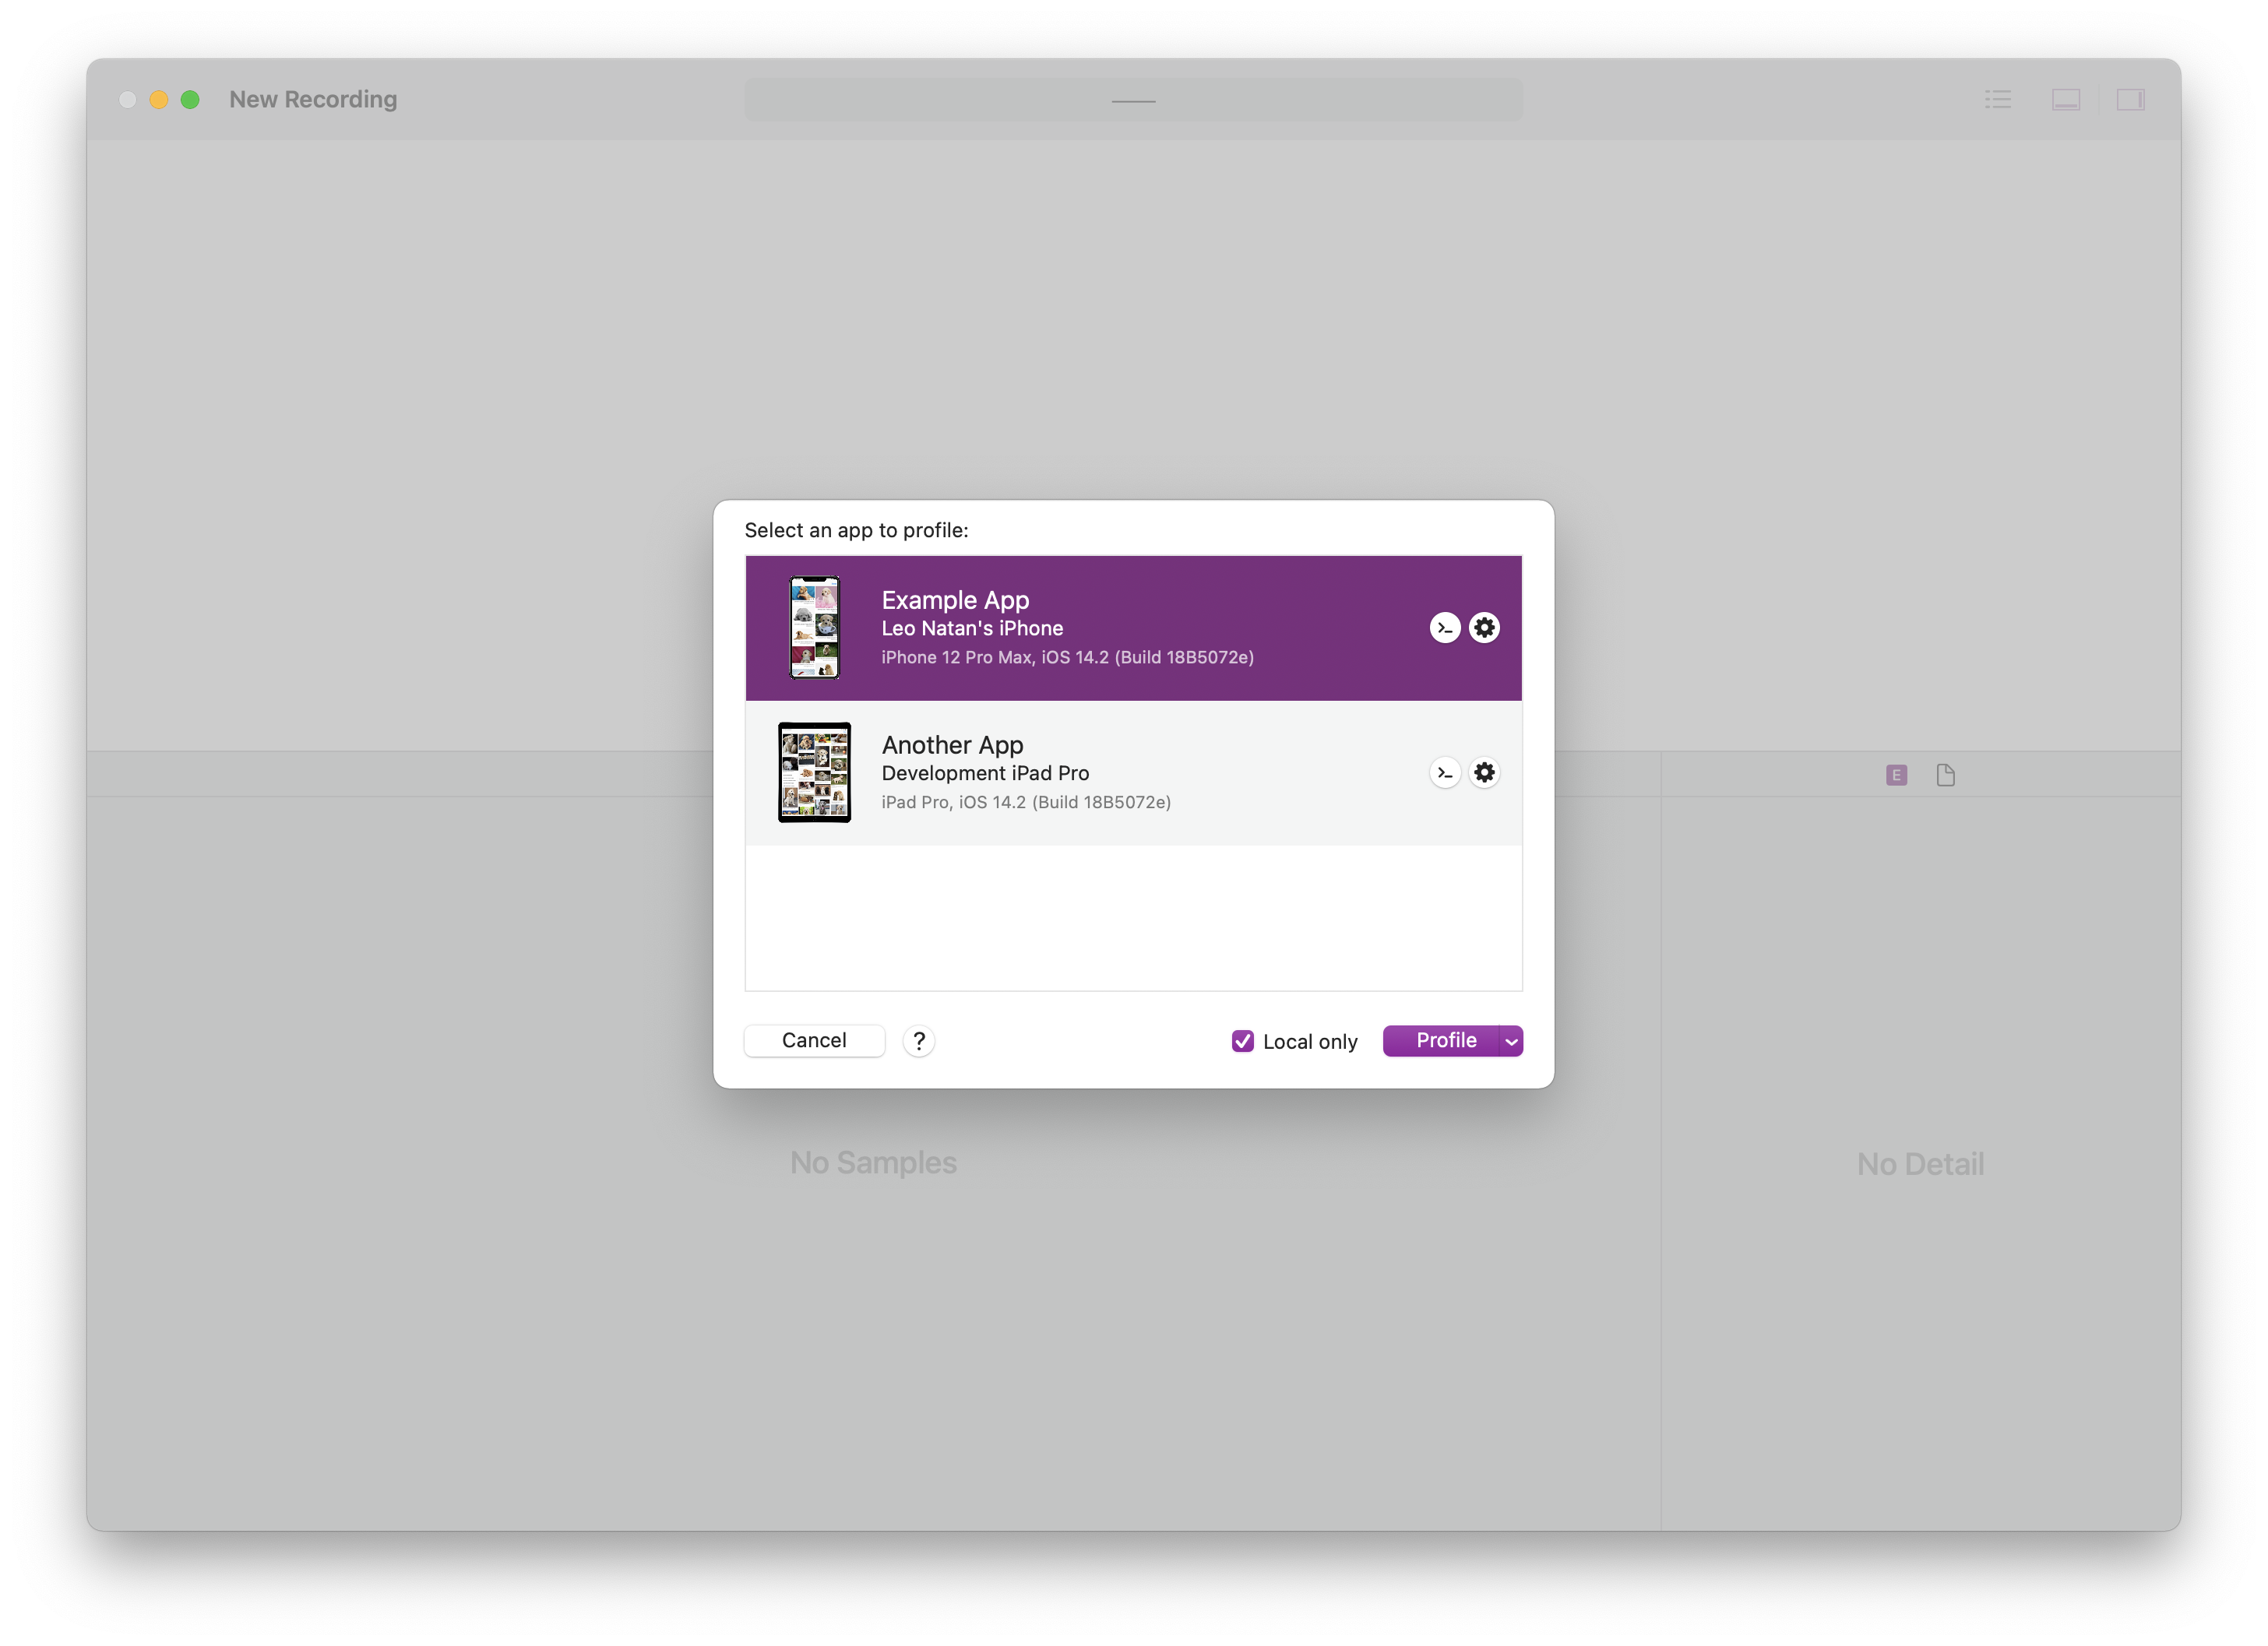 New Recording
Select an app to profile:
Example App
Leo Natan's iPhone
iPhone 12 Pro Max, iOS 14.2 (Build 18B5072e)
Another App
Development iPad Pro
iPad Pro, iOS 14.2 (Build 18B5072e)
E
Cancel
?
Local only
Profile
No Samples
No Detail